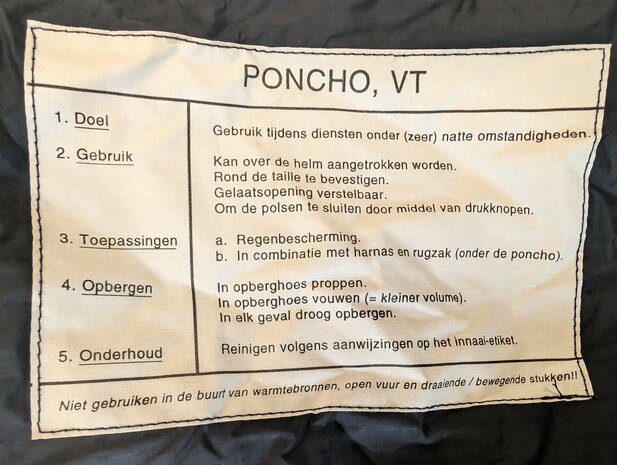 PONCHO, VT
1. Doel
Gebruik tijdens diensten onder (zeer) natte omstandigheden.
2. Gebruik
Kan over de helm aangetrokken worden.
Rond de taille te bevestigen.
Gelaatsopening verstelbaar.
Om de polsen te sluiten door middel van drukknopen.
3. Toepassingen
a. Regenbescherming.
b. In combinatie met harnas en rugzak (onder de poncho).
4. Opbergen
In opberghoes proppen.
In opberghoes vouwen (= kleiner volume).
In elk geval droog opbergen.
5. Onderhoud
Reinigen volgens aanwijzingen op het innaai-etiket.
Niet gebruiken in de buurt van warmtebronnen, open vuur en draaiende / bewegende stukken!!